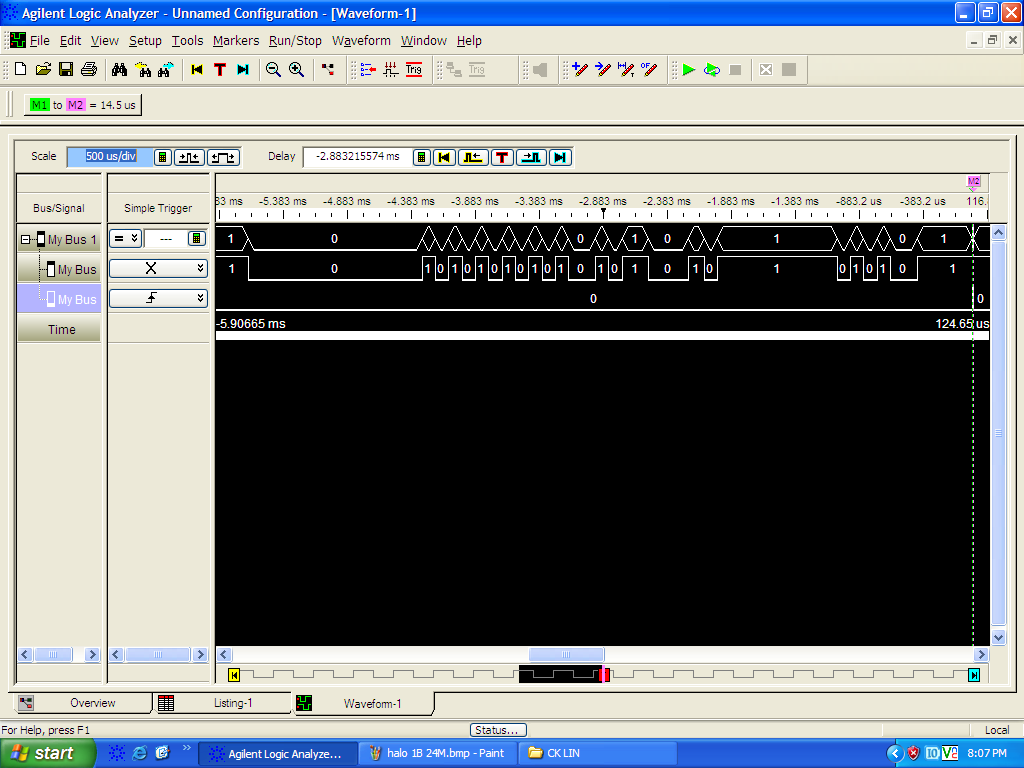 Agilent Logic Analyzer - Unnamed Configuration - [Waveform-1]
File Edit View Setup Tools Markers Run/Stop Waveform Window Help
M1 to M2 = 14.5 us
Scale 500 us/div Delay -2.883215574 ms
M2
Bus/Signal Simple Trigger 83 ms -5.383 ms -4.883 ms -4.383 ms -3.883 ms -3.383 ms -2.883 ms -2.383 ms -1.883 ms -1.383 ms -883.2 us -383.2 us 116.
My Bus 1 = --- 1 0 0 1 0 1 0 1
My Bus X 1 0 1 0 1 0 1 0 1 0 1 0 1 0 1 0 1 0 1 0 1 0 1 0 1
My Bus 0 0
Time -5.90665 ms 124.65 us
Overview Listing-1 Waveform-1
For Help, press F1 Status... Local
start Agilent Logic Analyze... halo 1B 24M.bmp - Paint CK LIN 8:07 PM